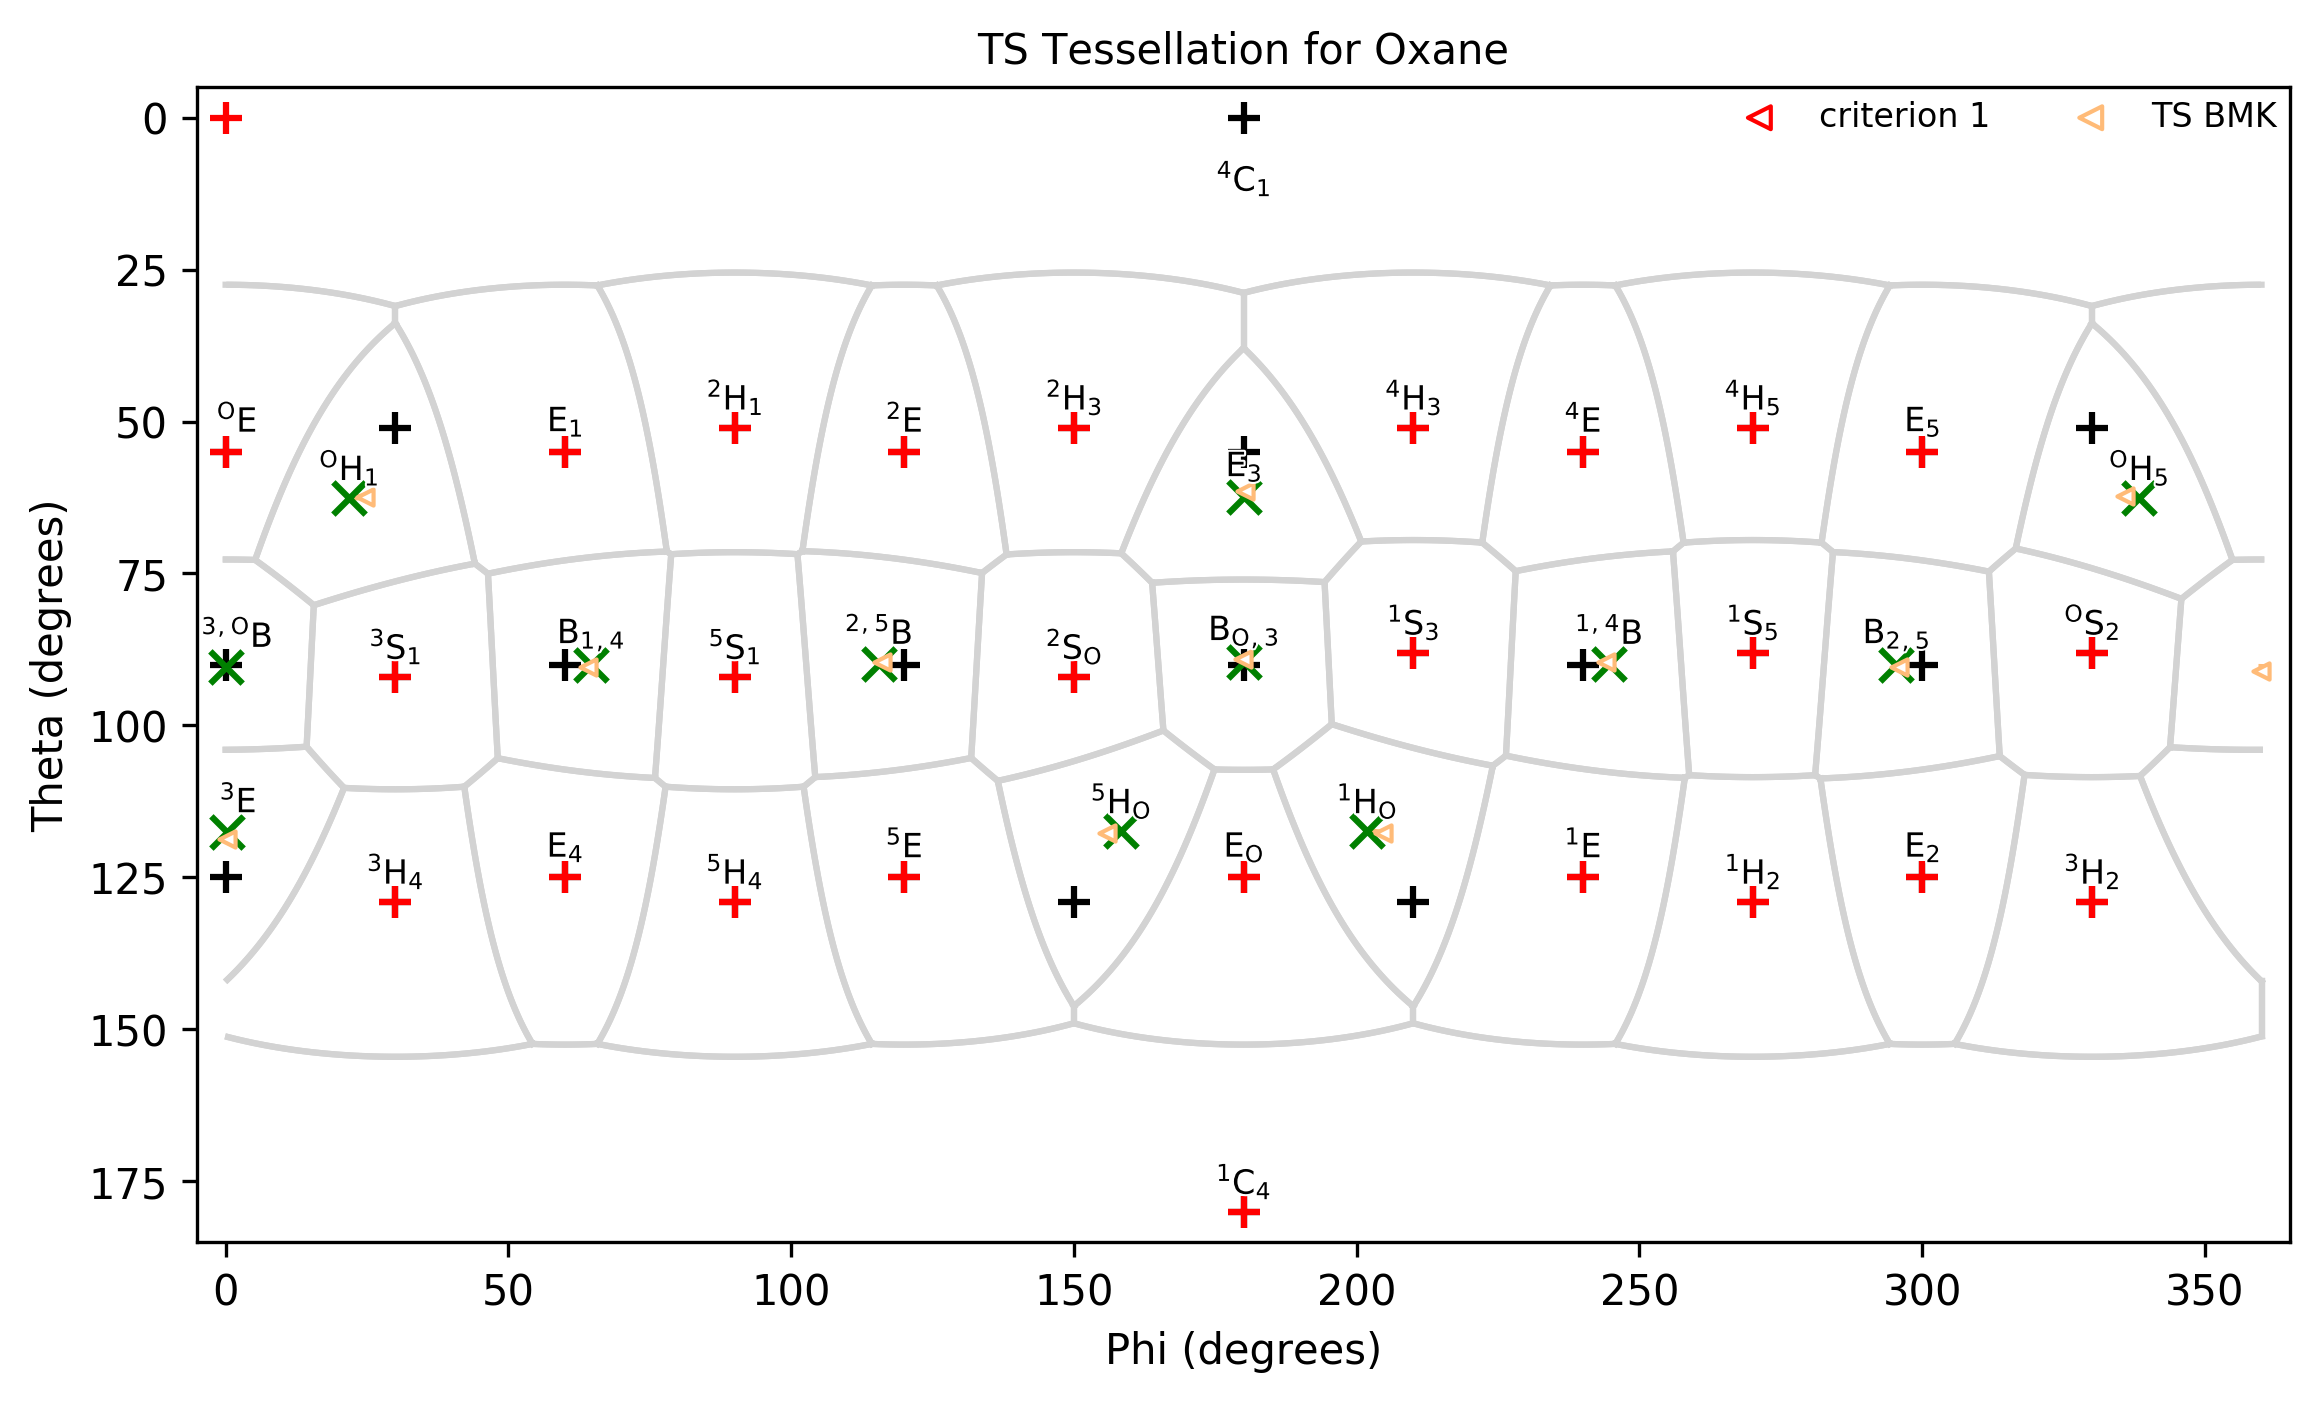 TS Tessellation for Oxane
criterion 1
TS BMK
⁴C₁
ᴼE ᴼH₁ E₁ ²H₁ ²E ²H₃ E₃ ⁴H₃ ⁴E ⁴H₅ E₅ ᴼH₅
³,ᴼB ³S₁ B₁,₄ ⁵S₁ ²,⁵B ²Sₒ Bₒ,₃ ¹S₃ ¹,⁴B ¹S₅ B₂,₅ ᴼS₂
³E ³H₄ E₄ ⁵H₄ ⁵E ⁵Hₒ Eₒ ¹Hₒ ¹E ¹H₂ E₂ ³H₂
¹C₄
0
25
50
75
100
125
150
175
Theta (degrees)
0 50 100 150 200 250 300 350
Phi (degrees)